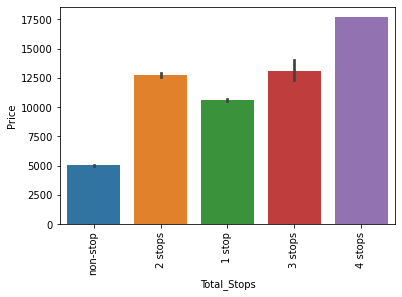 17500
15000
12500
10000
7500
5000
2500
0
Price
non-stop
2 stops
1 stop
3 stops
4 stops
Total_Stops